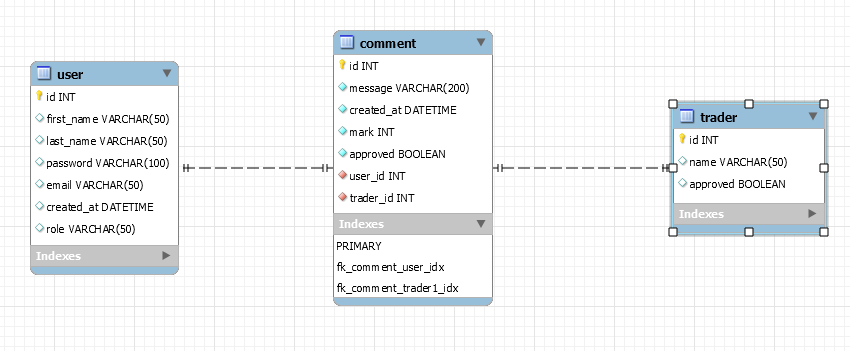 user
id INT
first_name VARCHAR(50)
last_name VARCHAR(50)
password VARCHAR(100)
email VARCHAR(50)
created_at DATETIME
role VARCHAR(50)
Indexes
comment
id INT
message VARCHAR(200)
created_at DATETIME
mark INT
approved BOOLEAN
user_id INT
trader_id INT
Indexes
PRIMARY
fk_comment_user_idx
fk_comment_trader1_idx
trader
id INT
name VARCHAR(50)
approved BOOLEAN
Indexes